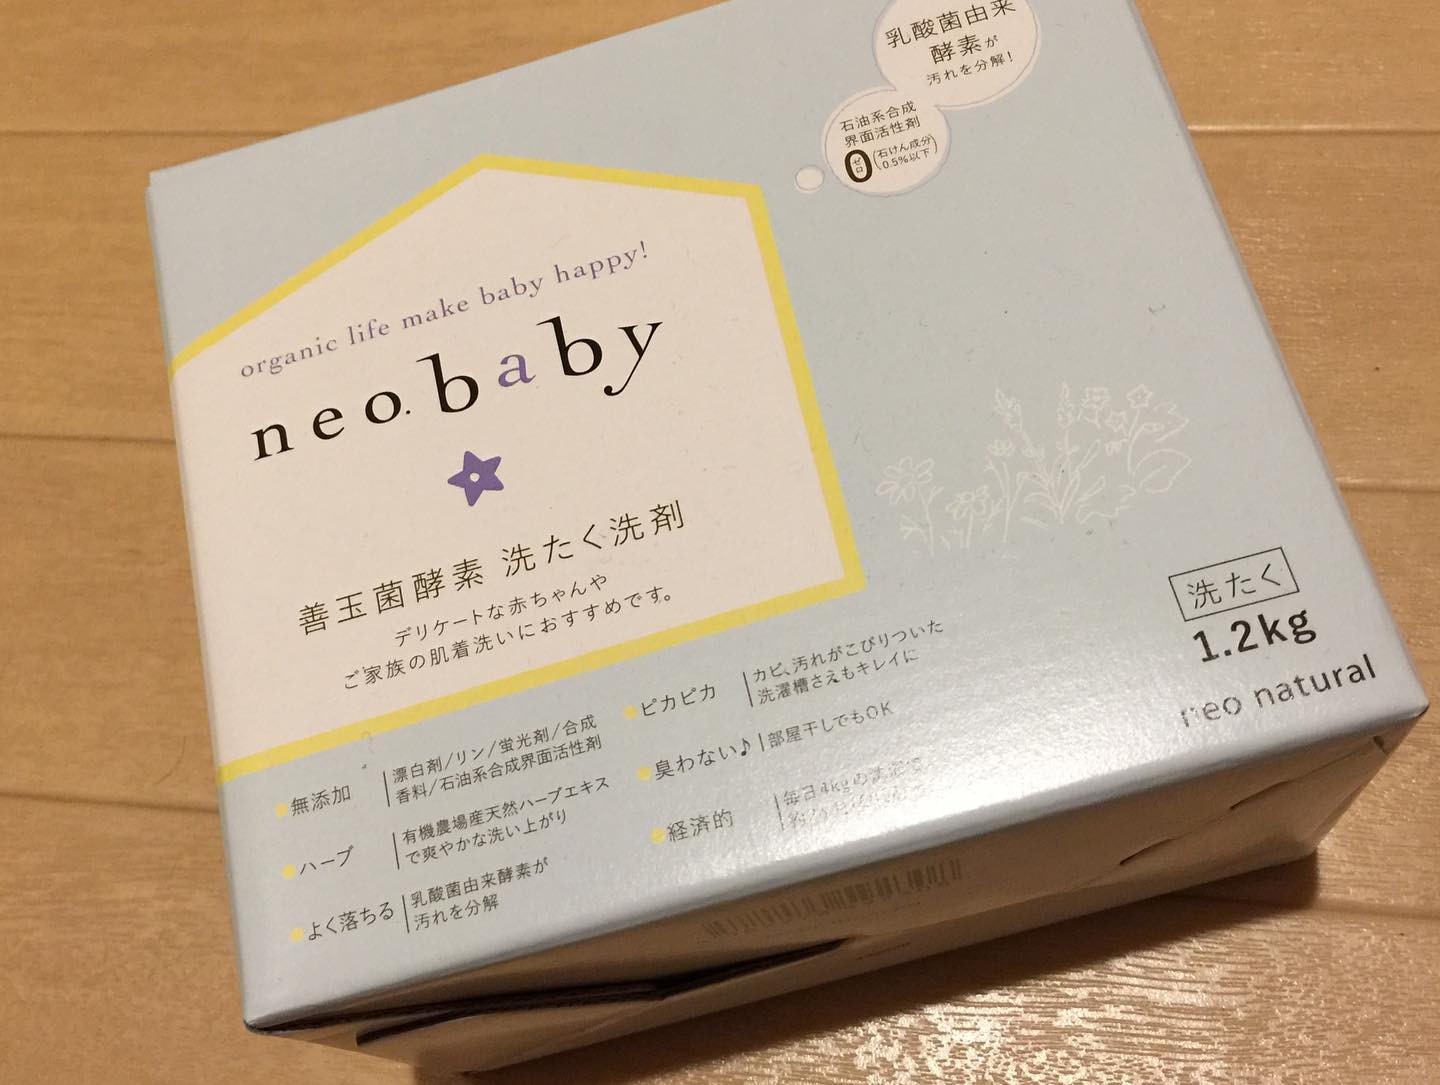 乳酸菌由来
酵素が
汚れを分解!
石油系合成
界面活性剤
0
ゼロ
(石けん成分
0.5%以下)
organic life make baby happy!
neo.baby
善玉菌酵素 洗たく洗剤
デリケートな赤ちゃんや
ご家族の肌着洗いにおすすめです。
無添加
漂白剤/リン/蛍光剤/合成
香料/石油系合成界面活性剤
ハーブ
有機農場産天然ハーブエキス
で爽やかな洗い上がり
よく落ちる
乳酸菌由来酵素が
汚れを分解
ピカピカ
カビ、汚れがこびりついた
洗濯槽さえもキレイに
臭わない♪
部屋干しでもOK
経済的
毎日4kgの洗濯で
洗たく
1.2kg
neo natural